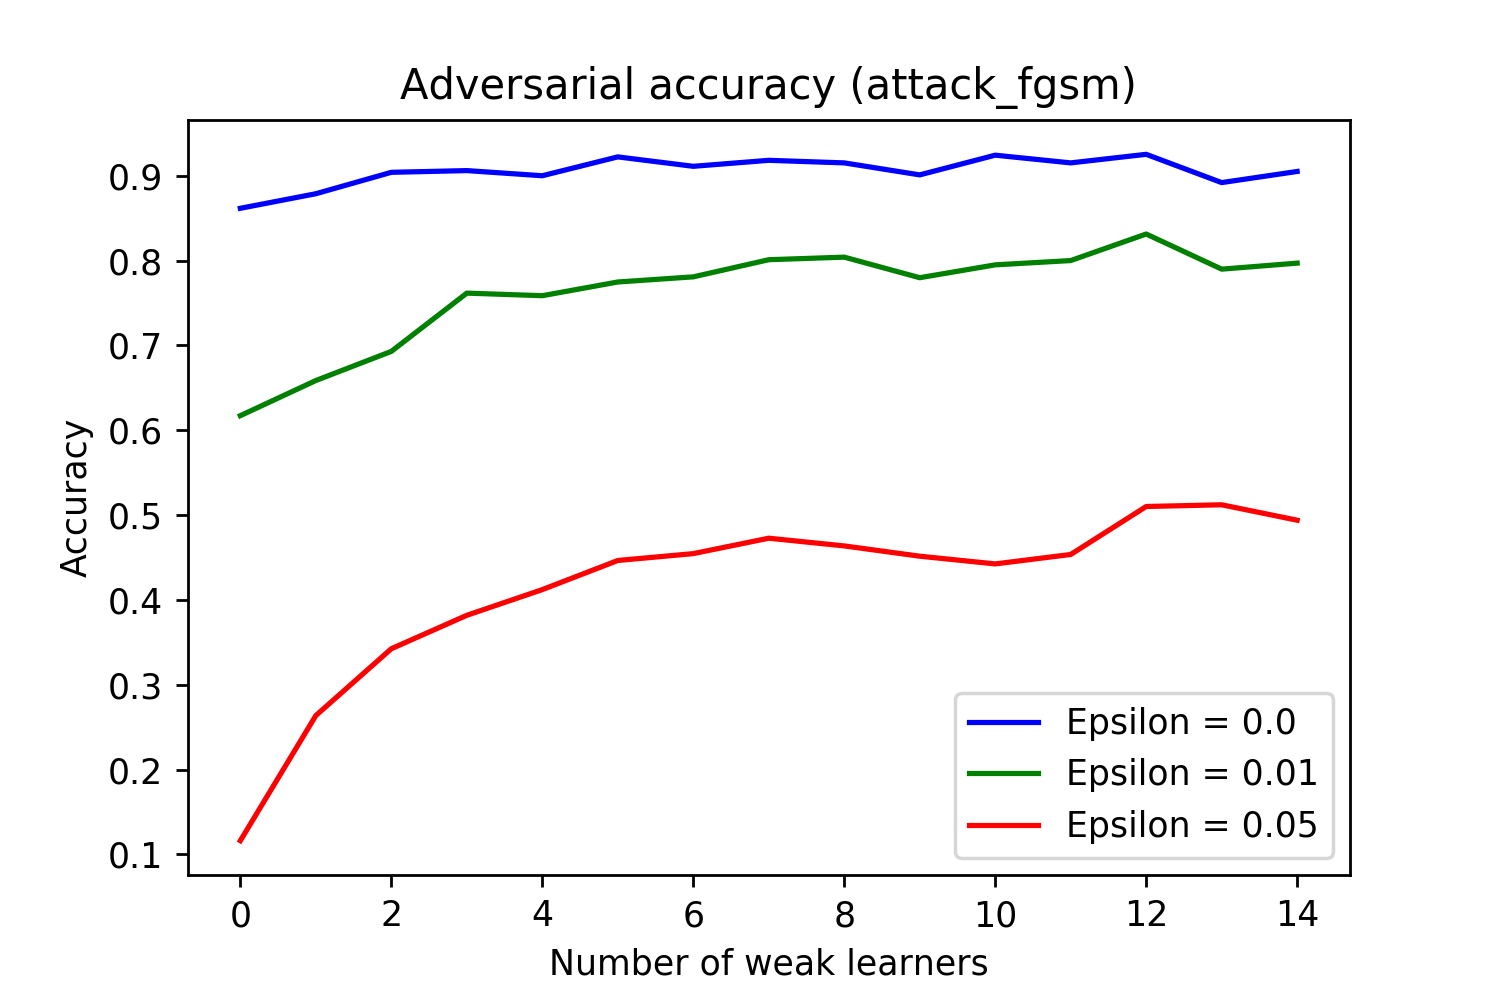 Adversarial accuracy (attack_fgsm)
0.9
0.8
0.7
0.6
0.5
0.4
0.3
0.2
0.1
Accuracy
Epsilon = 0.0
Epsilon = 0.01
Epsilon = 0.05
0 2 4 6 8 10 12 14
Number of weak learners